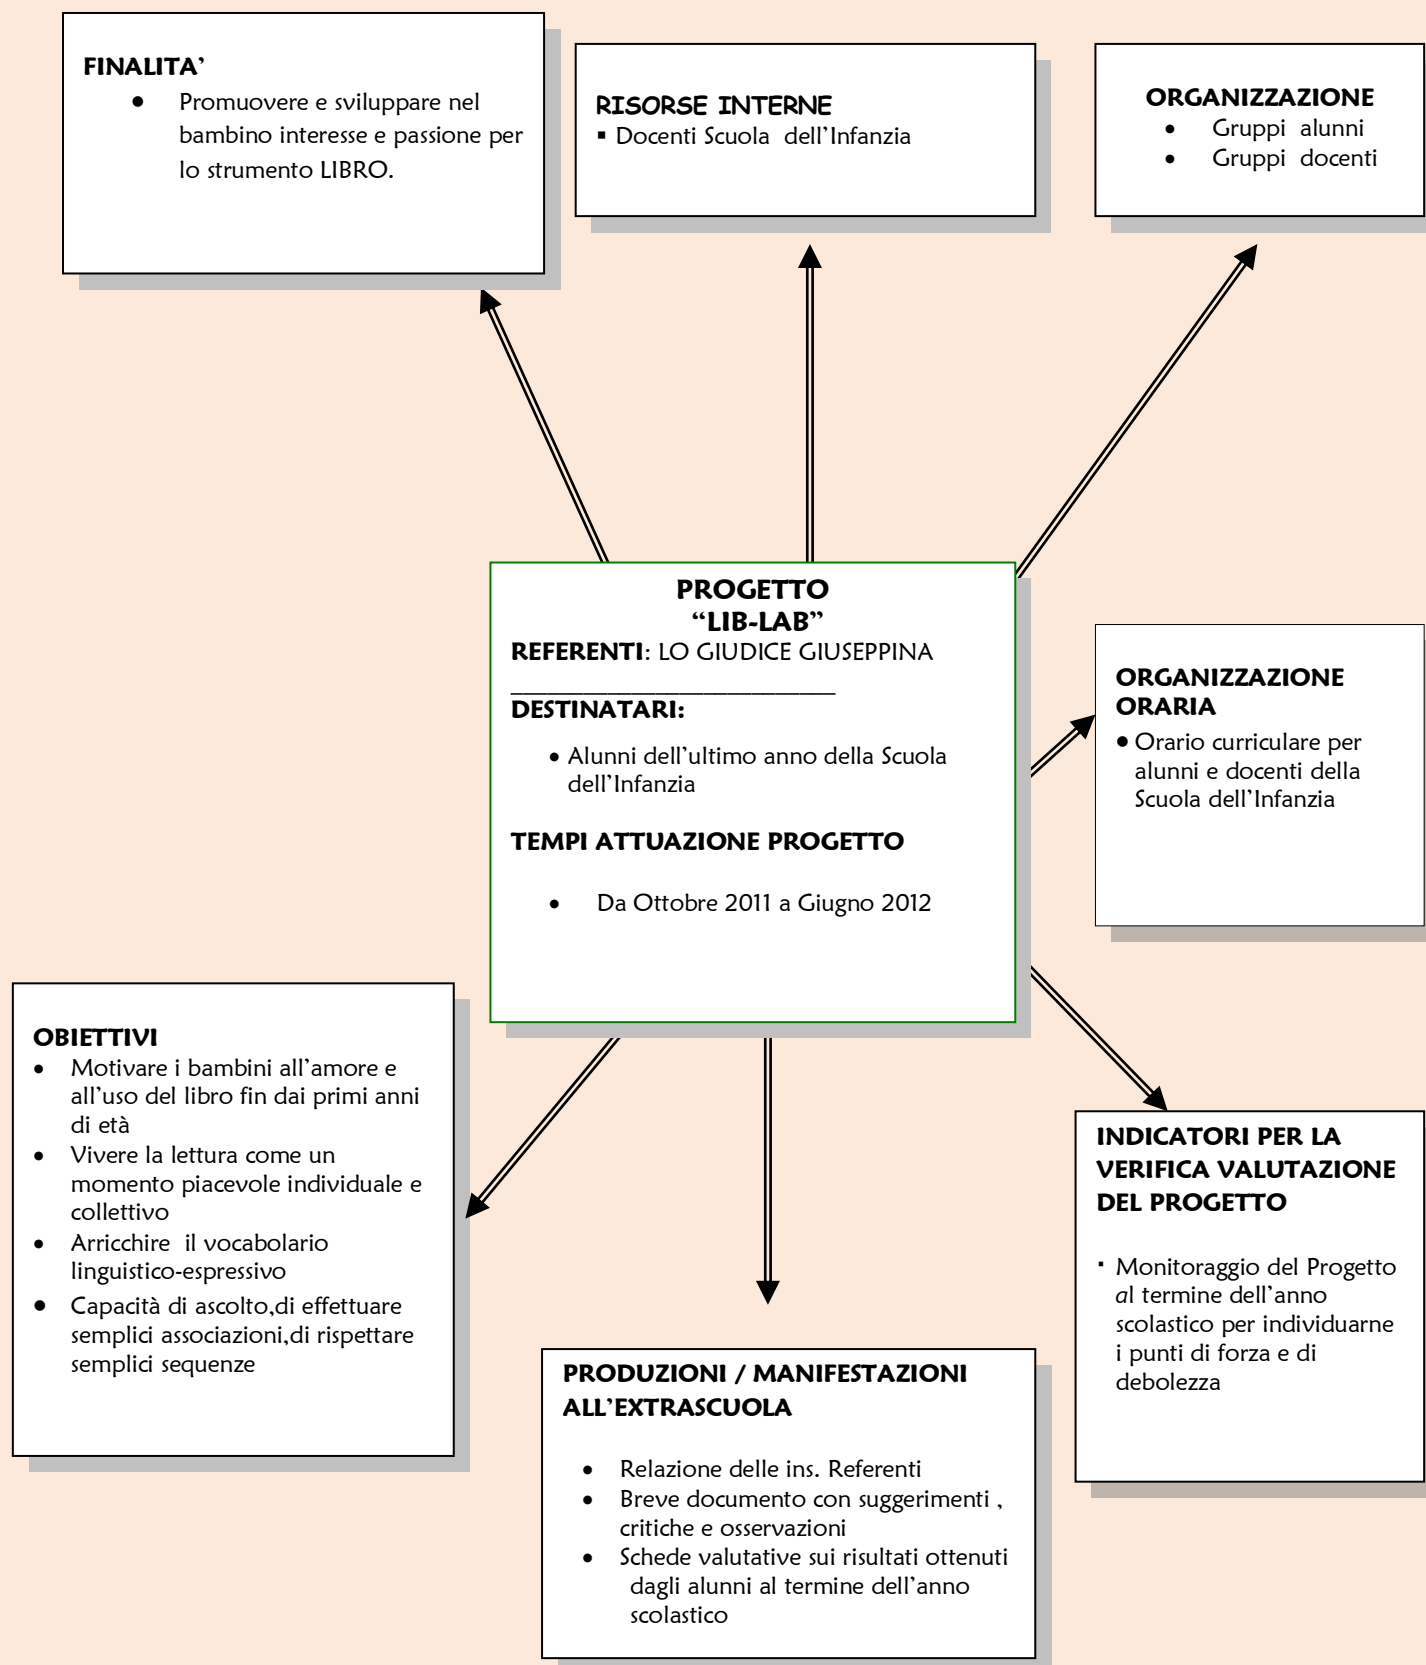 FINALITA’
• Promuovere e sviluppare nel
bambino interesse e passione per
lo strumento LIBRO.
RISORSE INTERNE
▪ Docenti Scuola dell’Infanzia
ORGANIZZAZIONE
• Gruppi alunni
• Gruppi docenti
PROGETTO
“LIB-LAB”
REFERENTI: LO GIUDICE GIUSEPPINA
___________________________
DESTINATARI:
• Alunni dell’ultimo anno della Scuola
dell’Infanzia
TEMPI ATTUAZIONE PROGETTO
• Da Ottobre 2011 a Giugno 2012
ORGANIZZAZIONE
ORARIA
• Orario curriculare per
alunni e docenti della
Scuola dell’Infanzia
OBIETTIVI
• Motivare i bambini all’amore e
all’uso del libro fin dai primi anni
di età
• Vivere la lettura come un
momento piacevole individuale e
collettivo
• Arricchire il vocabolario
linguistico-espressivo
• Capacità di ascolto,di effettuare
semplici associazioni,di rispettare
semplici sequenze
INDICATORI PER LA
VERIFICA VALUTAZIONE
DEL PROGETTO
▪ Monitoraggio del Progetto
al termine dell’anno
scolastico per individuarne
i punti di forza e di
debolezza
PRODUZIONI / MANIFESTAZIONI
ALL’EXTRASCUOLA
• Relazione delle ins. Referenti
• Breve documento con suggerimenti ,
critiche e osservazioni
• Schede valutative sui risultati ottenuti
dagli alunni al termine dell’anno
scolastico